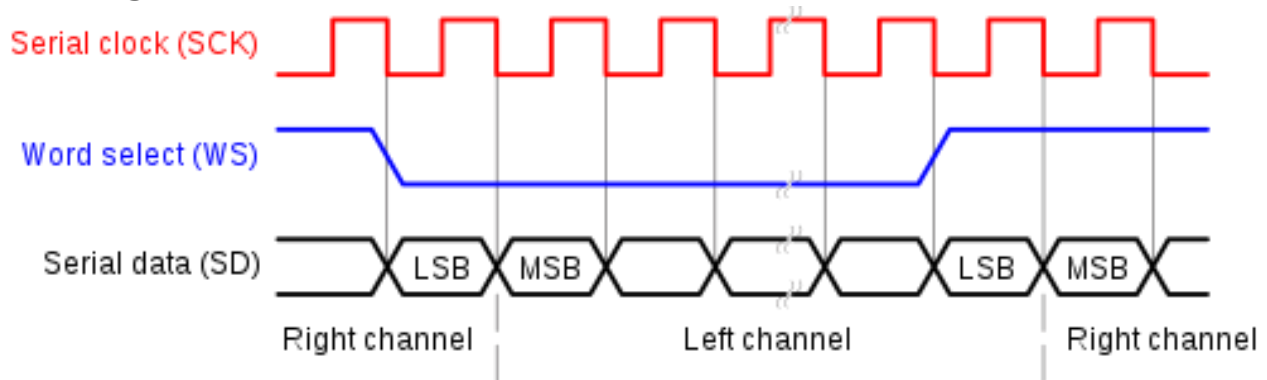 Serial clock (SCK)
Word select (WS)
Serial data (SD)
LSB MSB LSB MSB
Right channel Left channel Right channel